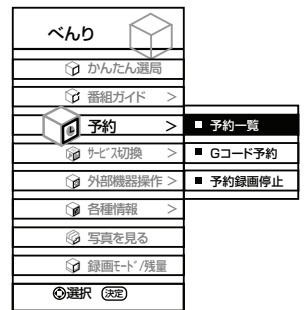 べんり
かんたん選局
番組ガイド >
予約 >
サービス切換 >
外部機器操作 >
各種情報 >
写真を見る
録画モード/残量
選択 決定
■ 予約一覧
■ Gコード予約
■ 予約録画停止